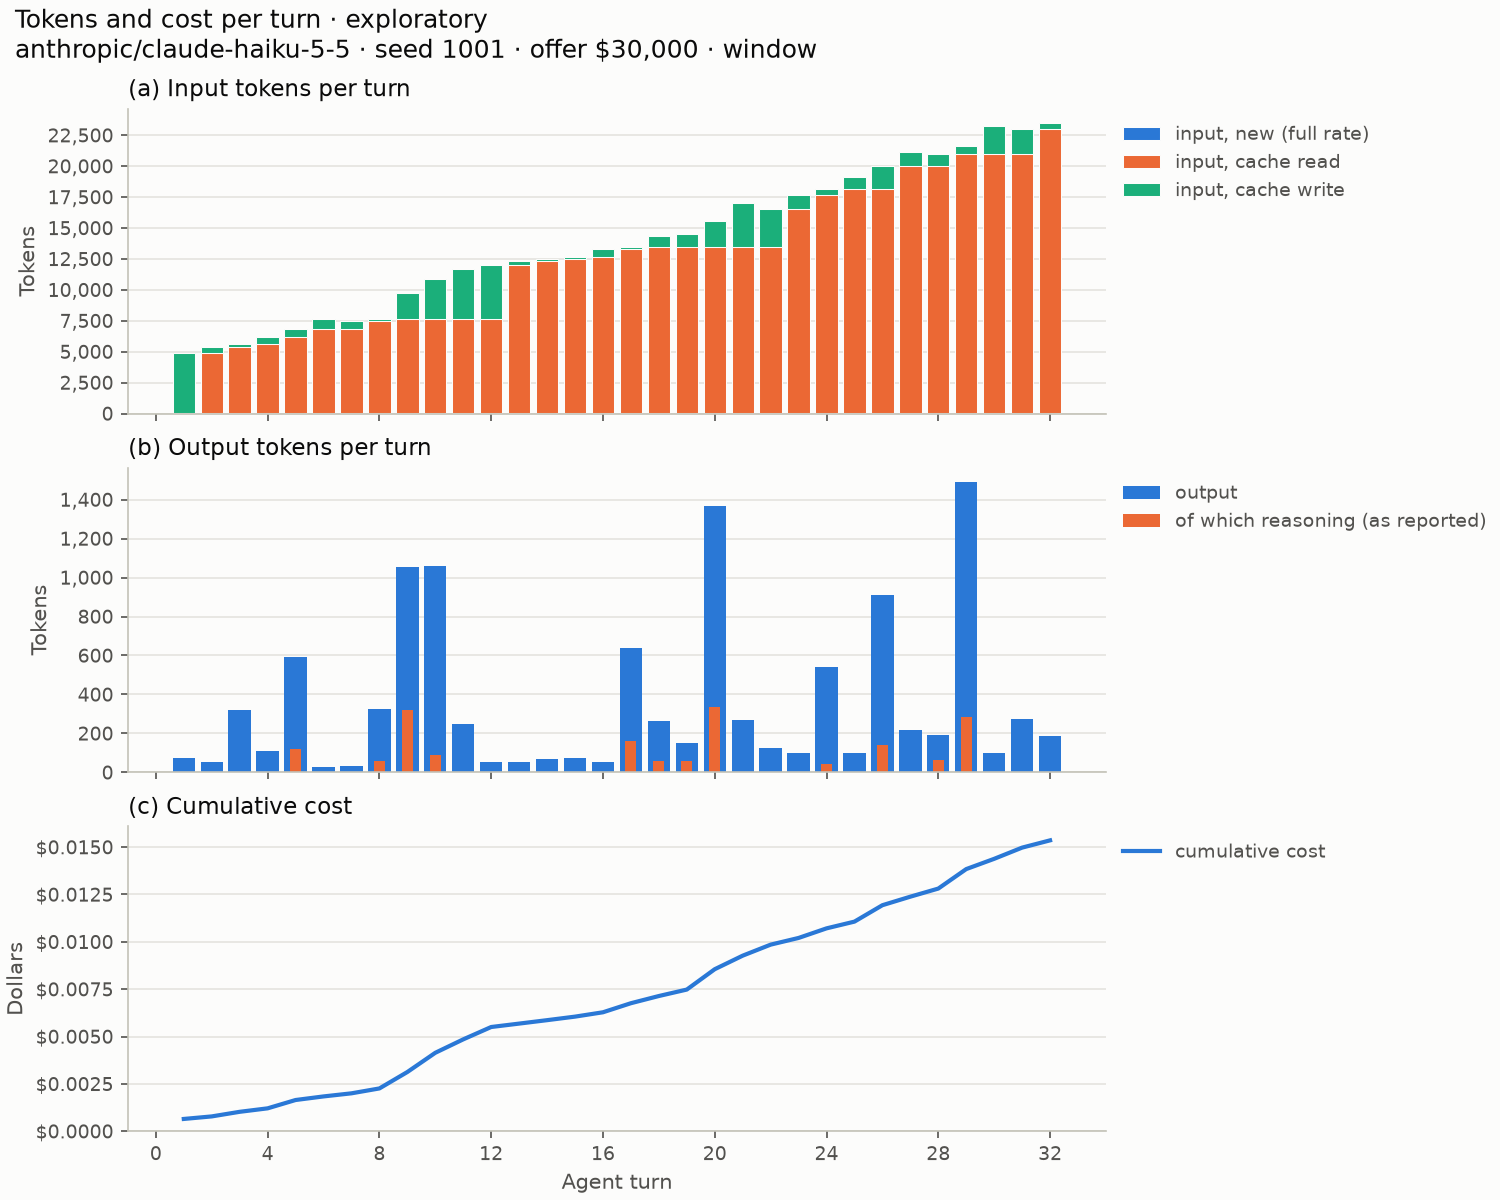 Tokens and cost per turn · exploratory
anthropic/claude-haiku-5-5 · seed 1001 · offer $30,000 · window
(a) Input tokens per turn
Tokens
22,500
20,000
17,500
15,000
12,500
10,000
7,500
5,000
2,500
0
input, new (full rate)
input, cache read
input, cache write
(b) Output tokens per turn
Tokens
1,400
1,200
1,000
800
600
400
200
0
output
of which reasoning (as reported)
(c) Cumulative cost
Dollars
$0.0150
$0.0125
$0.0100
$0.0075
$0.0050
$0.0025
$0.0000
cumulative cost
0 4 8 12 16 20 24 28 32
Agent turn